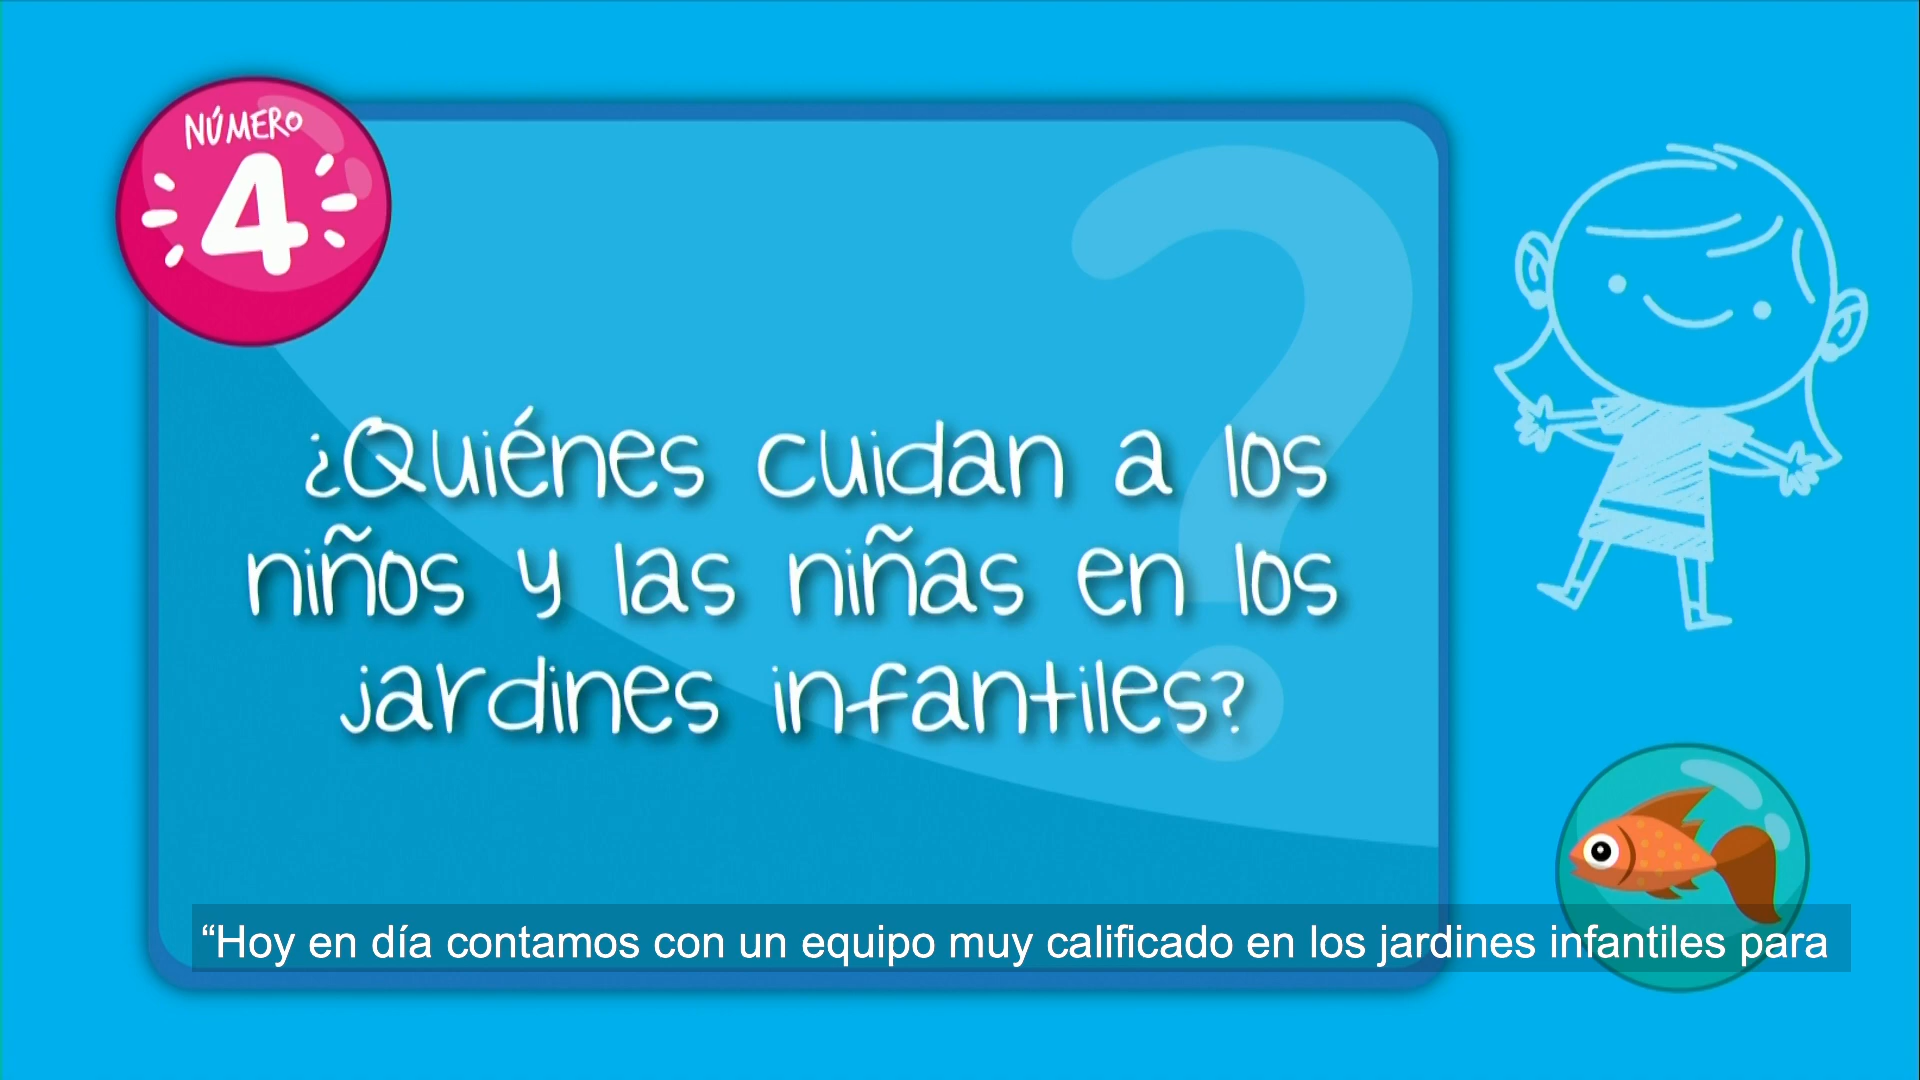 NÚMERO
4
¿Quiénes cuidan a los
niños y las niñas en los
jardines infantiles?
“Hoy en día contamos con un equipo muy calificado en los jardines infantiles para